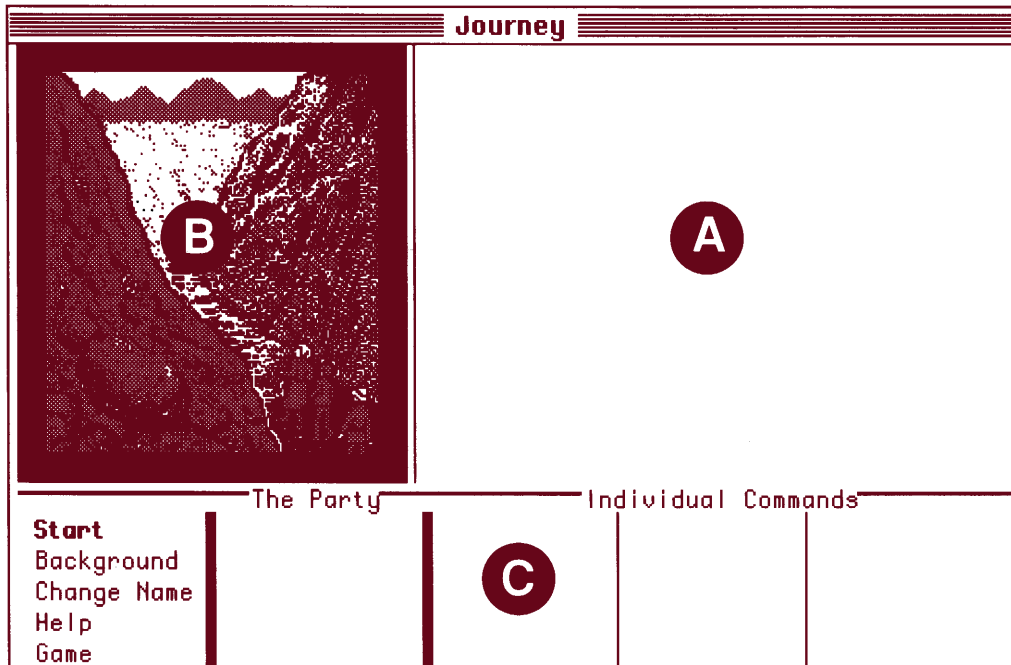 Journey
B
A
The Party
Individual Commands
Start
Background
Change Name
Help
Game
C